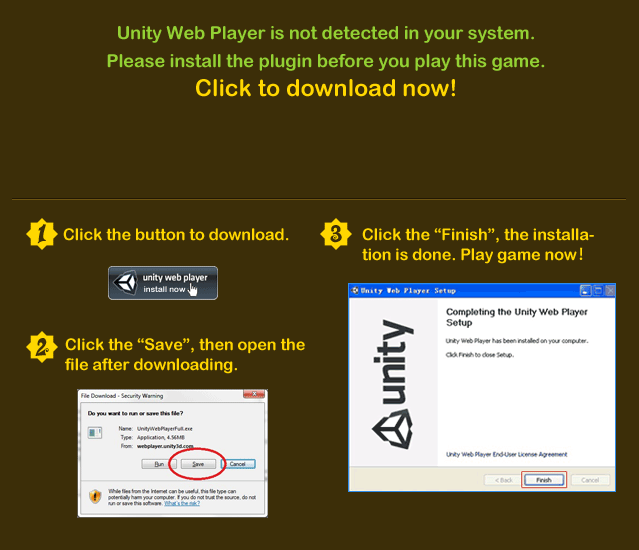 Unity Web Player is not detected in your system.
Please install the plugin before you play this game.
Click to download now!
1 Click the button to download.
unity web player
install now
2 Click the “Save”, then open the
file after downloading.
File Download - Security Warning
Do you want to run or save this file?
Name: UnityWebPlayerFull.exe
Type: Application, 4.56MB
From: webplayer.unity3d.com
Run Save Cancel
While files from the Internet can be useful, this file type can
potentially harm your computer. If you do not trust the source, do not
run or save this software. What's the risk?
3 Click the “Finish”, the installa-
tion is done. Play game now!
Unity Web Player Setup
unity
Completing the Unity Web Player
Setup
Unity Web Player has been installed on your computer.
Click Finish to close Setup.
Unity Web Player End-User License Agreement
< Back Finish Cancel